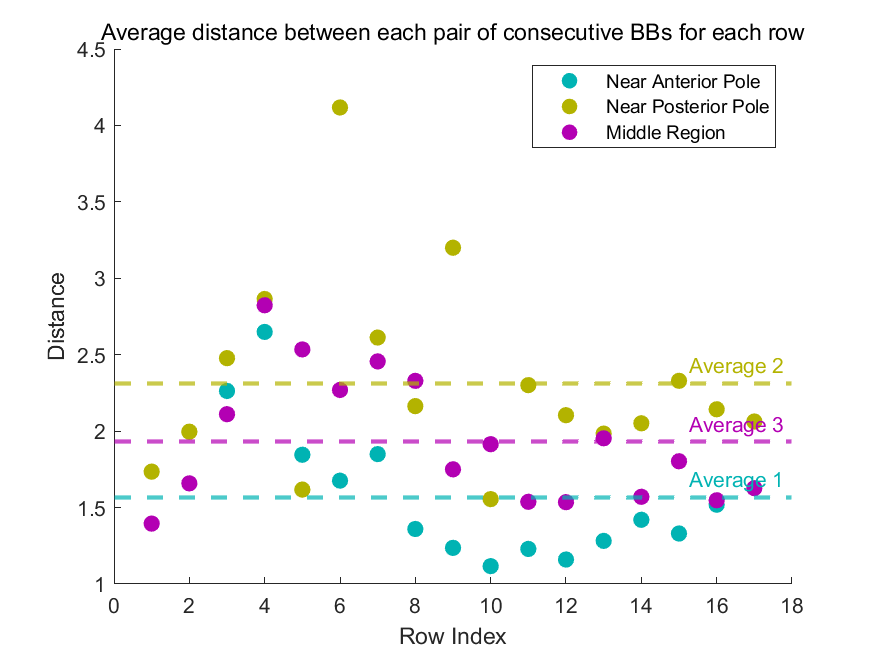 Average distance between each pair of consecutive BBs for each row
Near Anterior Pole
Near Posterior Pole
Middle Region
4.5
4
3.5
3
2.5
2
1.5
1
Distance
Average 2
Average 3
Average 1
0 2 4 6 8 10 12 14 16 18
Row Index